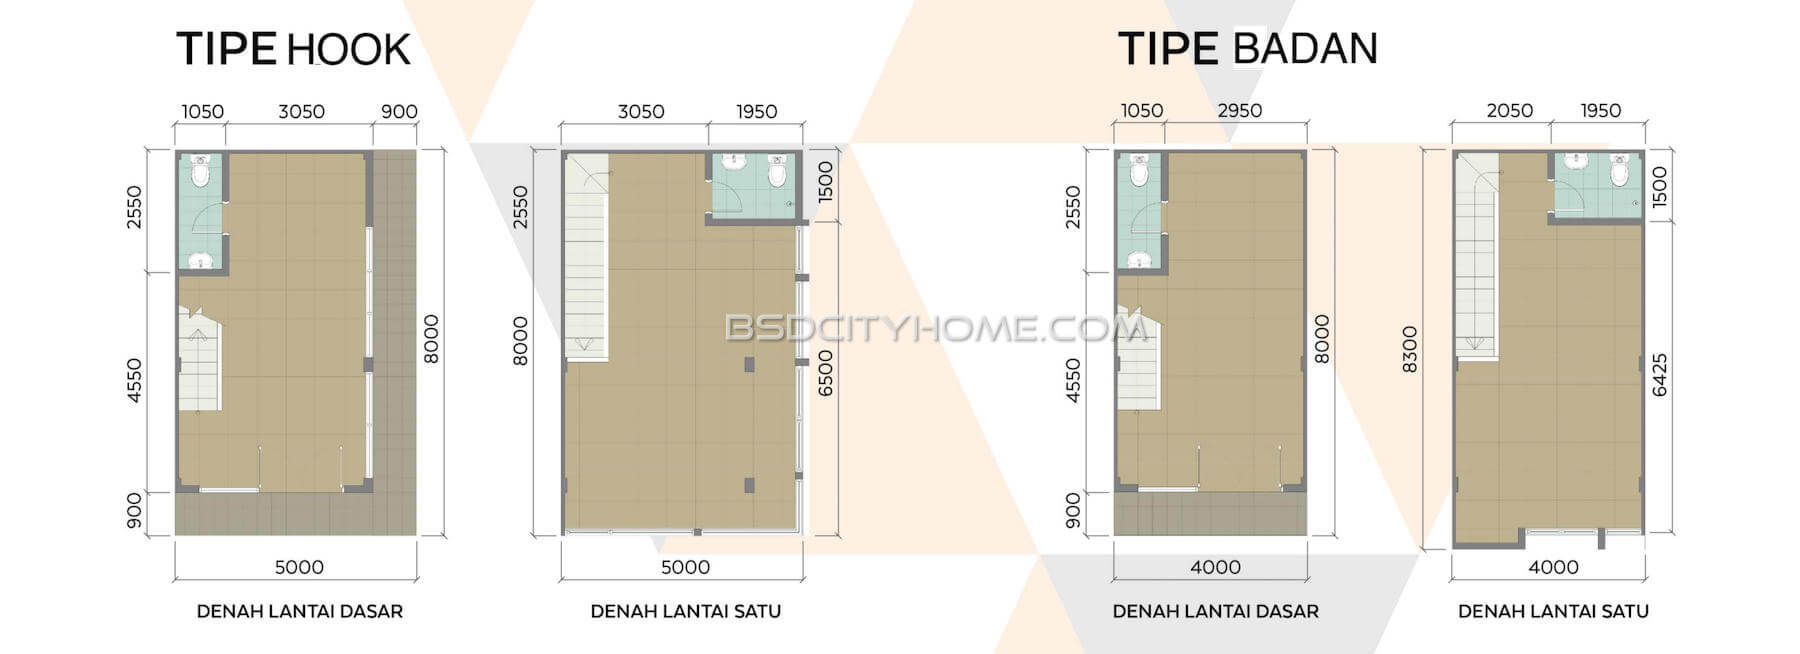 TIPE HOOK
TIPE BADAN
1050 3050 900
3050 1950
1050 2950
2050 1950
2550
4550
900
8000
2550
8000
1500
6500
2550
4550
900
8000
8300
1500
6425
BSDCITYHOME.COM
5000
5000
4000
4000
DENAH LANTAI DASAR
DENAH LANTAI SATU
DENAH LANTAI DASAR
DENAH LANTAI SATU